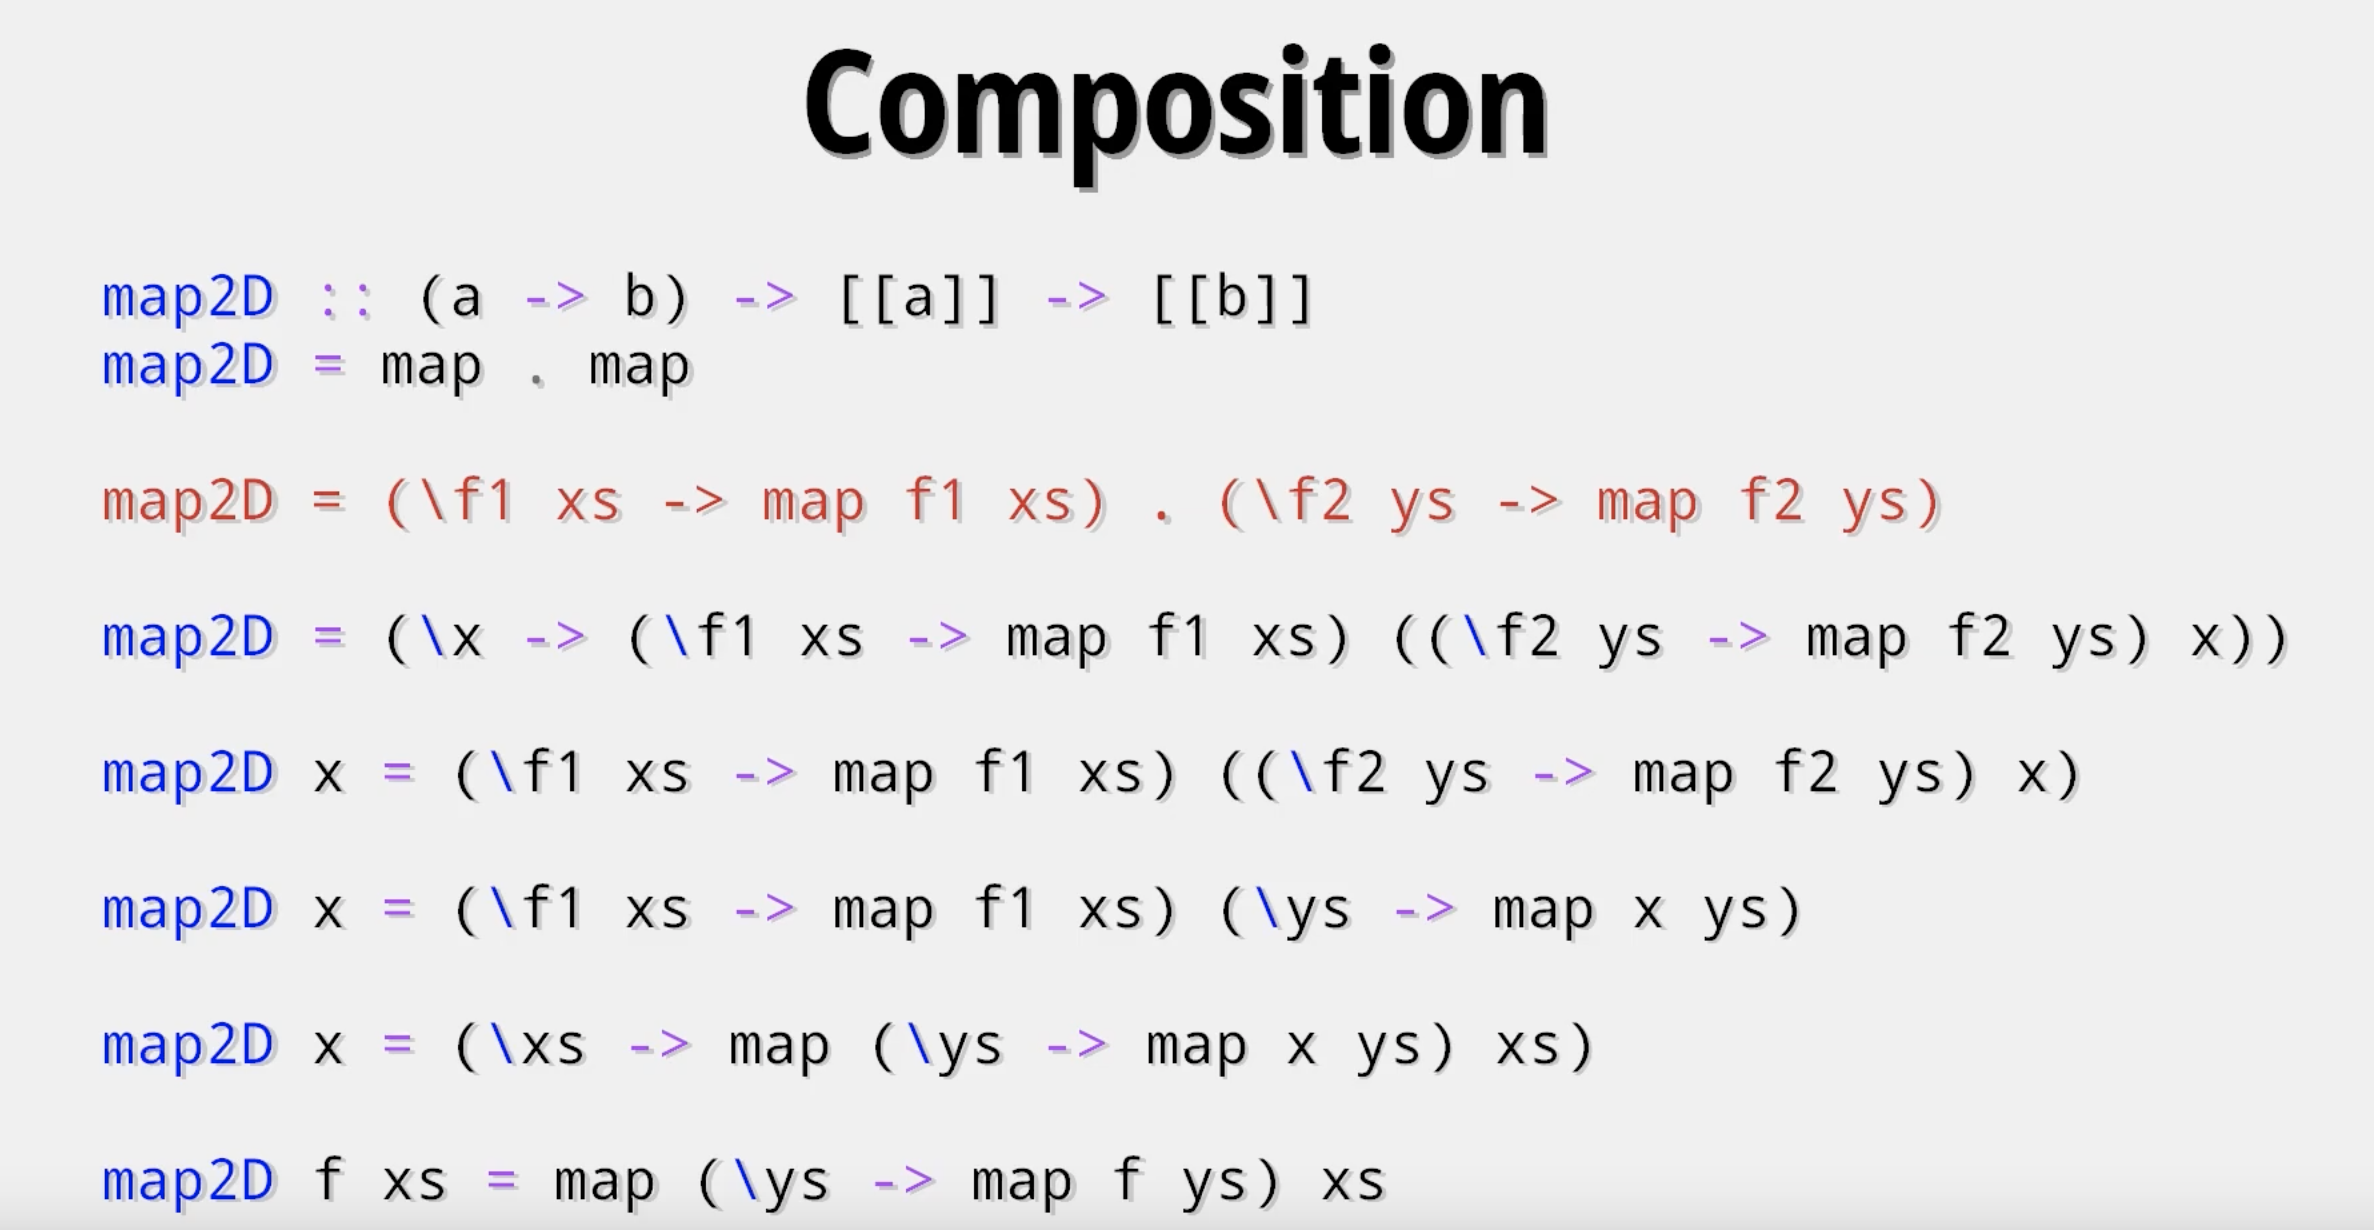 Composition
map2D :: (a -> b) -> [[a]] -> [[b]]
map2D = map . map
map2D = (\f1 xs -> map f1 xs) . (\f2 ys -> map f2 ys)
map2D = (\x -> (\f1 xs -> map f1 xs) ((\f2 ys -> map f2 ys) x))
map2D x = (\f1 xs -> map f1 xs) ((\f2 ys -> map f2 ys) x)
map2D x = (\f1 xs -> map f1 xs) (\ys -> map x ys)
map2D x = (\xs -> map (\ys -> map x ys) xs)
map2D f xs = map (\ys -> map f ys) xs